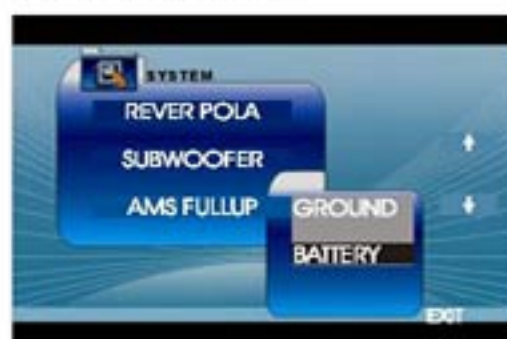 SYSTEM
REVER POLA
SUBWOOFER
AMS FULLUP
GROUND
BATTERY
EXIT